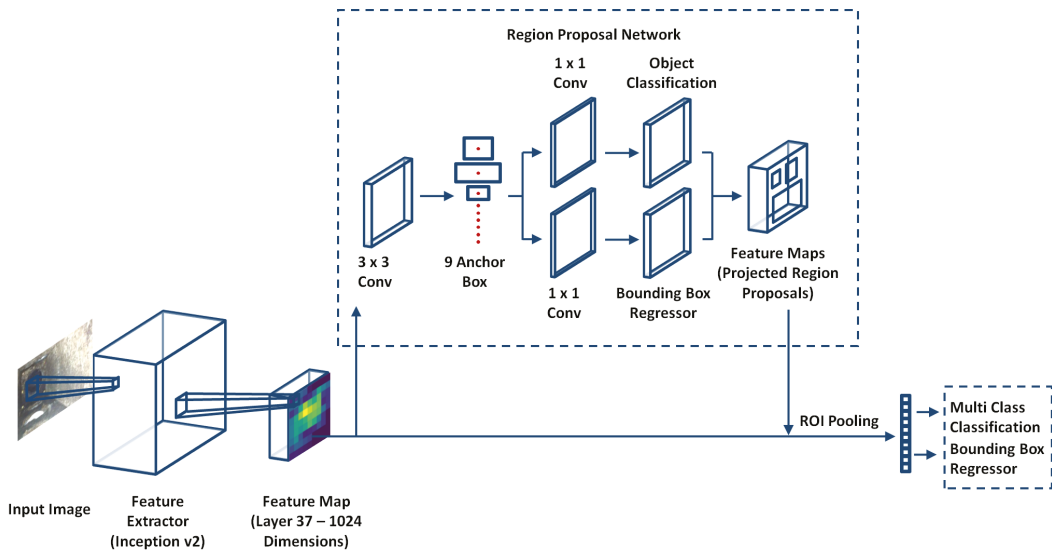 Region Proposal Network
1 x 1
Conv
Object
Classification
3 x 3
Conv
9 Anchor
Box
1 x 1
Conv
Bounding Box
Regressor
Feature Maps
(Projected Region
Proposals)
ROI Pooling
Multi Class
Classification
Bounding Box
Regressor
Input Image
Feature
Extractor
(Inception v2)
Feature Map
(Layer 37 – 1024
Dimensions)